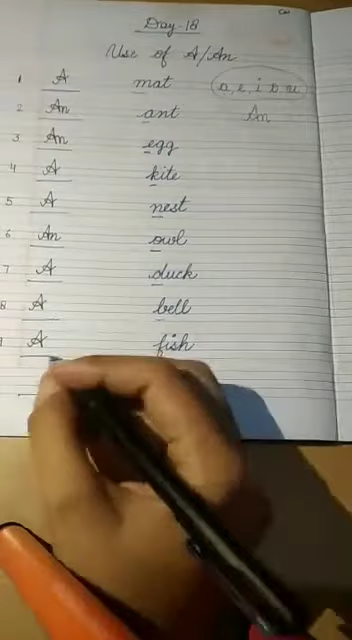 Day-18
Use of A/An
1 A mat a, e, i o u
2 An ant An
3 An egg
4 A kite
5 A nest
6 An owl
7 A duck
8 A bell
9 A fish